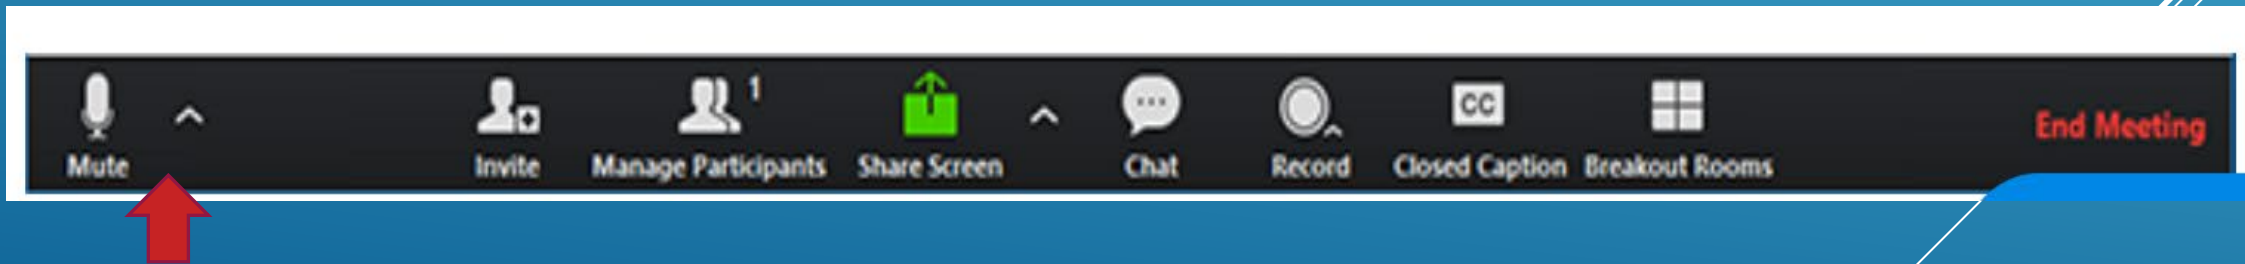 1
Mute
Invite
Manage Participants
Share Screen
Chat
Record
CC
Closed Caption
Breakout Rooms
End Meeting